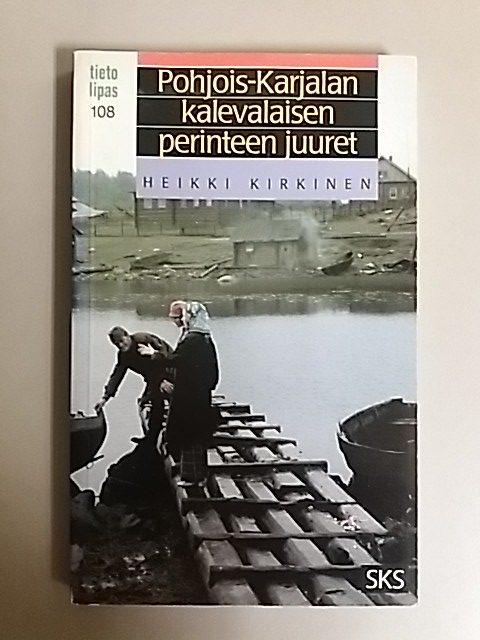 tieto
lipas
108
Pohjois-Karjalan
kalevalaisen
perinteen juuret
HEIKKI KIRKINEN
SKS